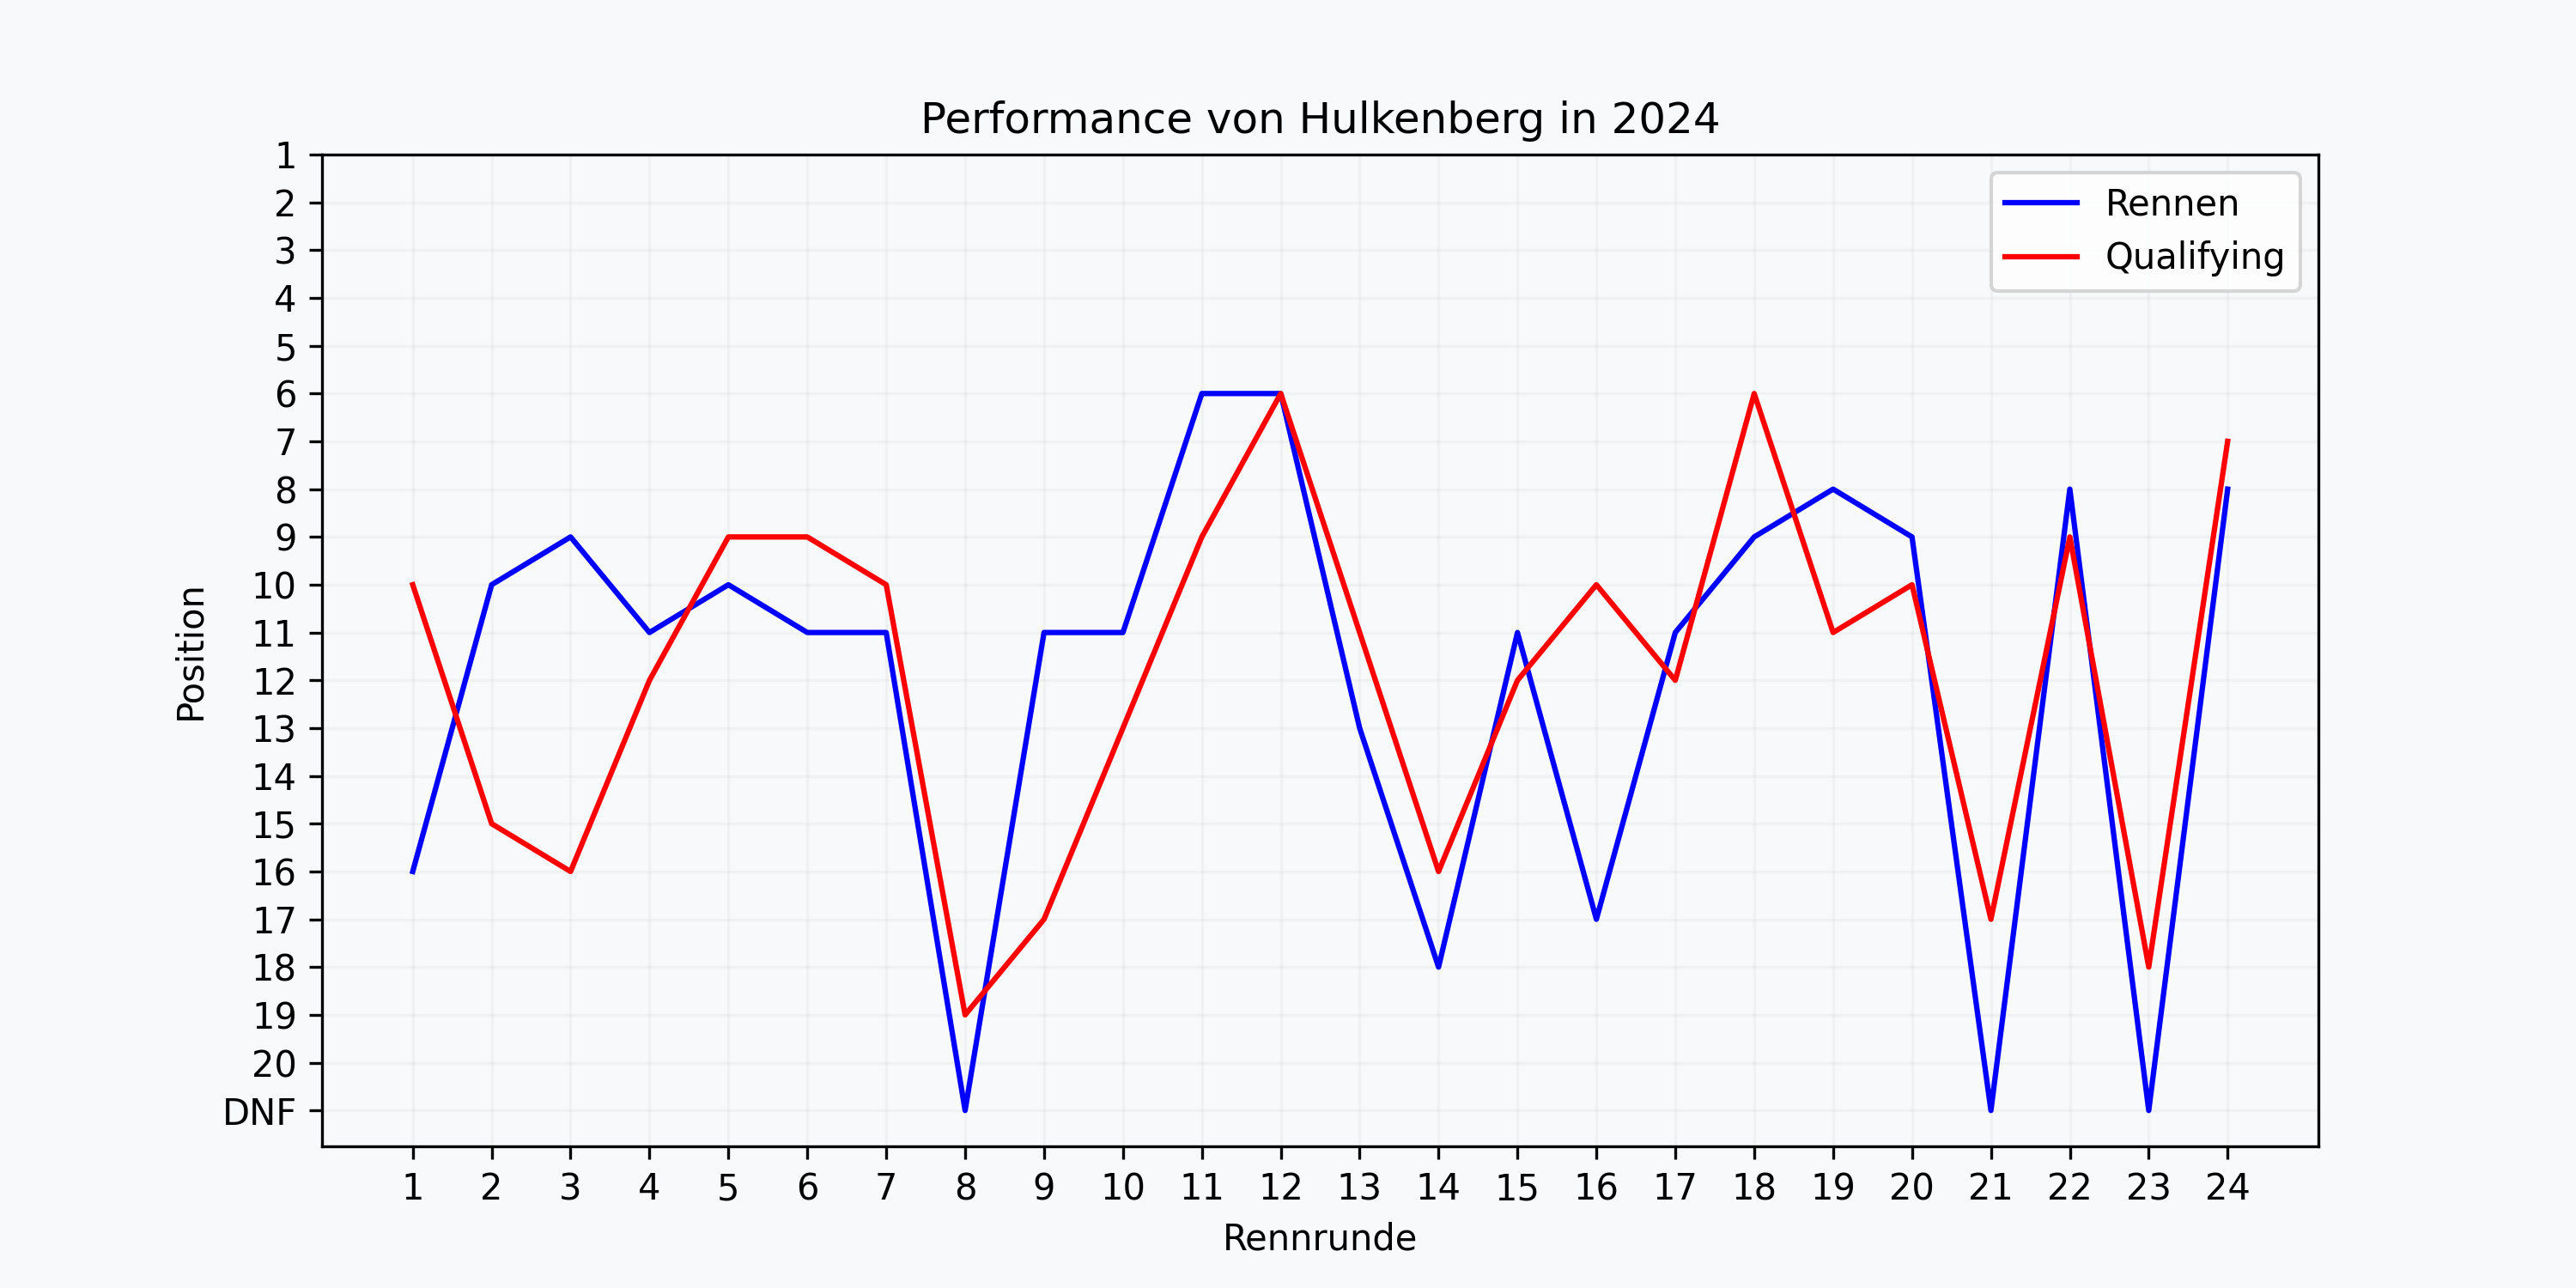 Performance von Hulkenberg in 2024
1
2
3
4
5
6
7
8
9
10
11
12
13
14
15
16
17
18
19
20
DNF
Position
Rennen
Qualifying
1 2 3 4 5 6 7 8 9 10 11 12 13 14 15 16 17 18 19 20 21 22 23 24
Rennrunde